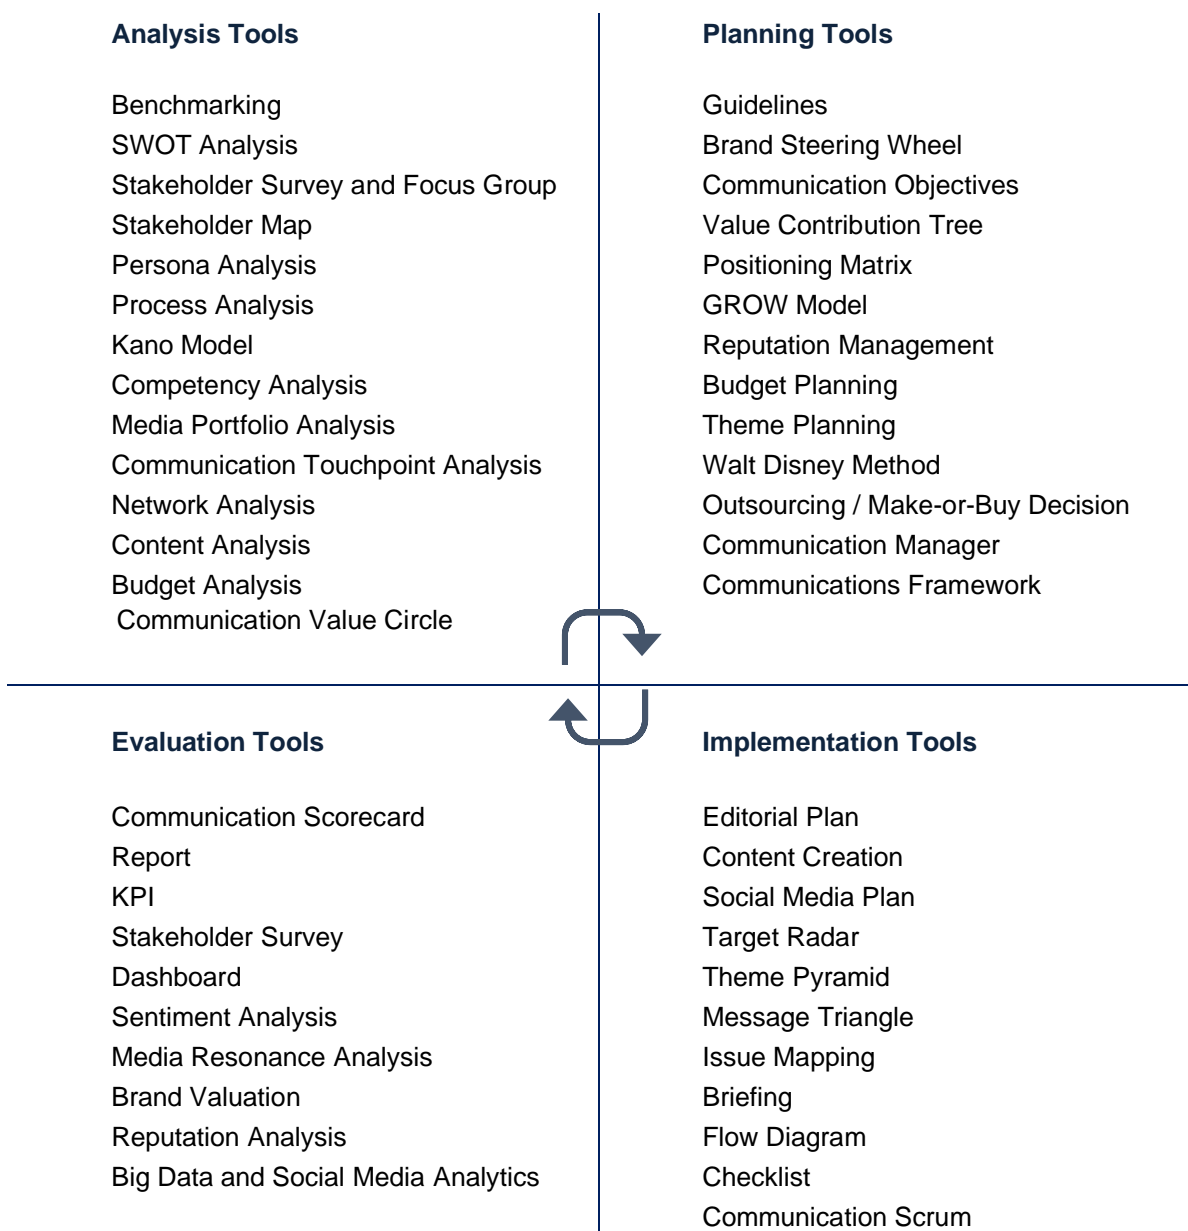 Analysis Tools
Benchmarking
SWOT Analysis
Stakeholder Survey and Focus Group
Stakeholder Map
Persona Analysis
Process Analysis
Kano Model
Competency Analysis
Media Portfolio Analysis
Communication Touchpoint Analysis
Network Analysis
Content Analysis
Budget Analysis
Communication Value Circle
Planning Tools
Guidelines
Brand Steering Wheel
Communication Objectives
Value Contribution Tree
Positioning Matrix
GROW Model
Reputation Management
Budget Planning
Theme Planning
Walt Disney Method
Outsourcing / Make-or-Buy Decision
Communication Manager
Communications Framework
Evaluation Tools
Communication Scorecard
Report
KPI
Stakeholder Survey
Dashboard
Sentiment Analysis
Media Resonance Analysis
Brand Valuation
Reputation Analysis
Big Data and Social Media Analytics
Implementation Tools
Editorial Plan
Content Creation
Social Media Plan
Target Radar
Theme Pyramid
Message Triangle
Issue Mapping
Briefing
Flow Diagram
Checklist
Communication Scrum